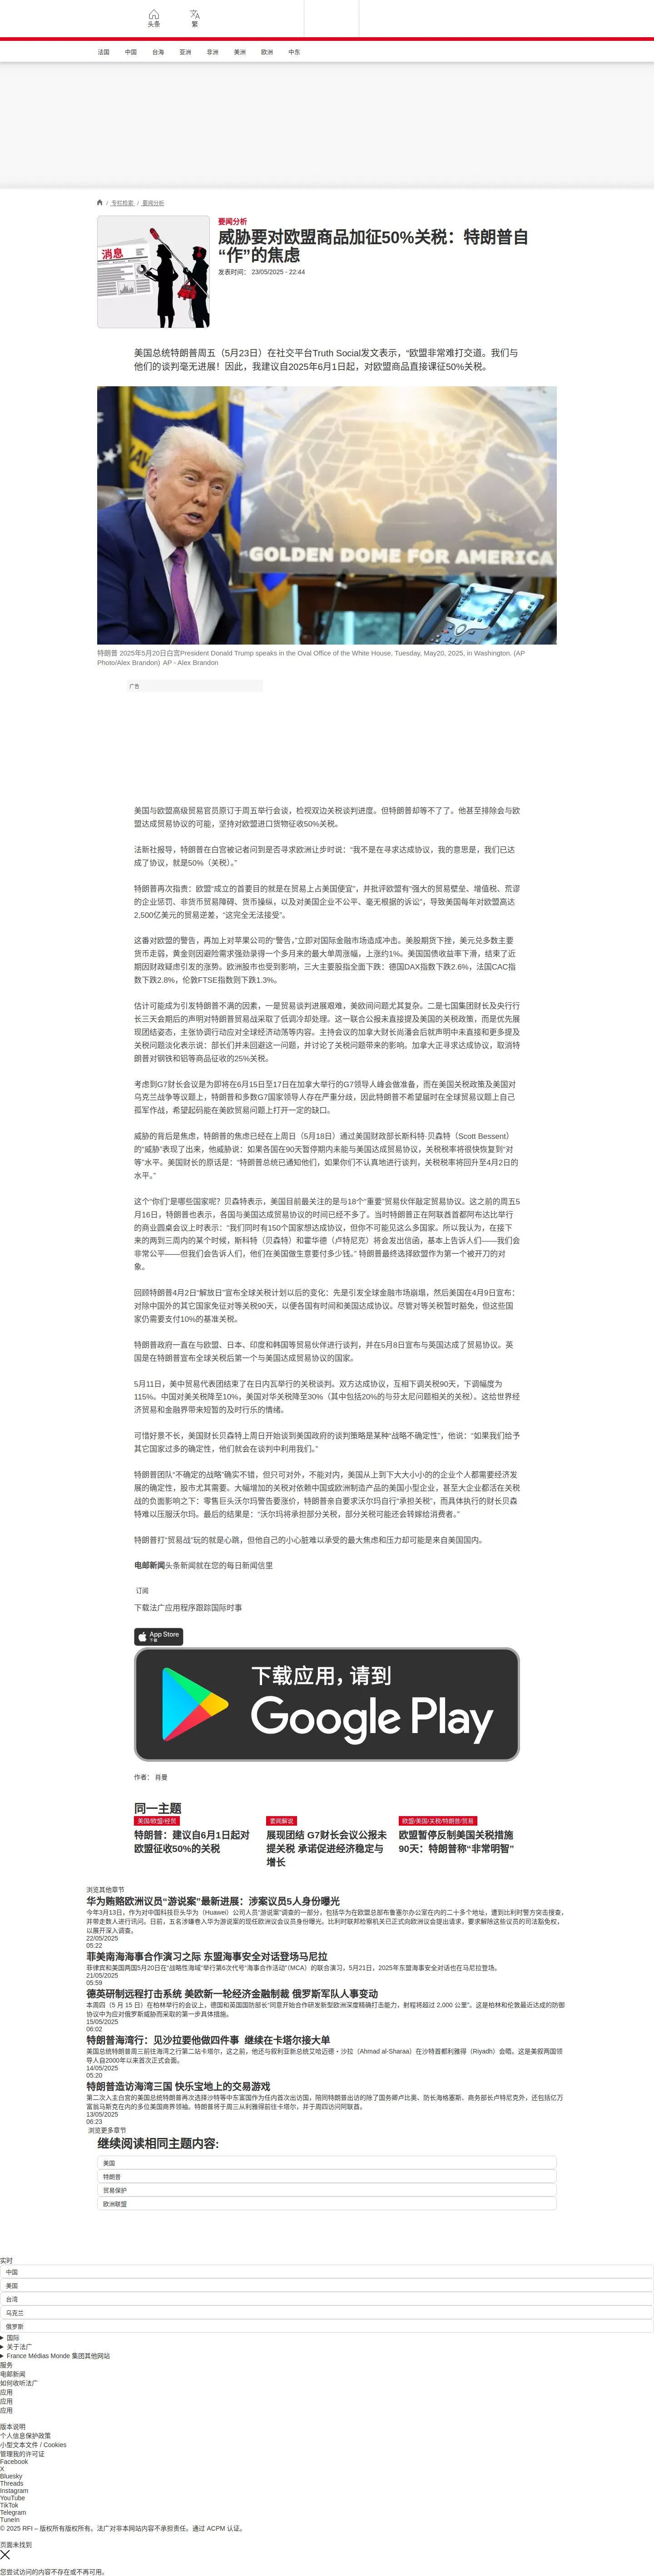 头条
繁
法国 中国 台海 亚洲 非洲 美洲 欧洲 中东
/ 专栏检索 / 要闻分析
消息
要闻分析
威胁要对欧盟商品加征50%关税：特朗普自
“作”的焦虑
发表时间： 23/05/2025 - 22:44
美国总统特朗普周五（5月23日）在社交平台Truth Social发文表示，“欧盟非常难打交道。我们与
他们的谈判毫无进展！因此，我建议自2025年6月1日起，对欧盟商品直接课征50%关税。
GOLDEN DOME FOR AMERICA
特朗普 2025年5月20日白宫President Donald Trump speaks in the Oval Office of the White House, Tuesday, May20, 2025, in Washington. (AP
Photo/Alex Brandon) AP - Alex Brandon
广告
美国与欧盟高级贸易官员原订于周五举行会谈，检视双边关税谈判进度。但特朗普却等不了了。他甚至排除会与欧
盟达成贸易协议的可能，坚持对欧盟进口货物征收50%关税。
法新社报导，特朗普在白宫被记者问到是否寻求欧洲让步时说：“我不是在寻求达成协议，我的意思是，我们已达
成了协议，就是50%（关税）。”
特朗普再次指责：欧盟“成立的首要目的就是在贸易上占美国便宜”，并批评欧盟有“强大的贸易壁垒、增值税、荒谬
的企业惩罚、非货币贸易障碍、货币操纵，以及对美国企业不公平、毫无根据的诉讼”，导致美国每年对欧盟高达
2,500亿美元的贸易逆差，“这完全无法接受”。
这番对欧盟的警告，再加上对苹果公司的“警告，”立即对国际金融市场造成冲击。美股期货下挫，美元兑多数主要
货币走弱，黄金则因避险需求强劲录得一个多月来的最大单周涨幅，上涨约1%。美国国债收益率下滑，结束了近
期因财政疑虑引发的涨势。欧洲股市也受到影响，三大主要股指全面下跌：德国DAX指数下跌2.6%，法国CAC指
数下跌2.8%，伦敦FTSE指数则下跌1.3%。
估计可能成为引发特朗普不满的因素，一是贸易谈判进展艰难，美欧间问题尤其复杂。二是七国集团财长及央行行
长三天会期后的声明对特朗普贸易战采取了低调冷却处理。这一联合公报未直接提及美国的关税政策，而是优先展
现团结姿态，主张协调行动应对全球经济动荡等内容。主持会议的加拿大财长尚潘会后就声明中未直接和更多提及
关税问题淡化表示说：部长们并未回避这一问题，并讨论了关税问题带来的影响。加拿大正寻求达成协议，取消特
朗普对钢铁和铝等商品征收的25%关税。
考虑到G7财长会议是为即将在6月15日至17日在加拿大举行的G7领导人峰会做准备，而在美国关税政策及美国对
乌克兰战争等议题上，特朗普和多数G7国家领导人存在严重分歧，因此特朗普不希望届时在全球贸易议题上自己
孤军作战，希望起码能在美欧贸易问题上打开一定的缺口。
威胁的背后是焦虑，特朗普的焦虑已经在上周日（5月18日）通过美国财政部长斯科特·贝森特（Scott Bessent）
的“威胁”表现了出来，他威胁说：如果各国在90天暂停期内未能与美国达成贸易协议，关税税率将很快恢复到“对
等”水平。美国财长的原话是：“特朗普总统已通知他们，如果你们不认真地进行谈判，关税税率将回升至4月2日的
水平。”
这个“你们”是哪些国家呢？贝森特表示，美国目前最关注的是与18个“重要”贸易伙伴敲定贸易协议。这之前的周五5
月16日，特朗普也表示，各国与美国达成贸易协议的时间已经不多了。当时特朗普正在阿联酋首都阿布达比举行
的商业圆桌会议上时表示：“我们同时有150个国家想达成协议，但你不可能见这么多国家。所以我认为，在接下
来的两到三周内的某个时候，斯科特（贝森特）和霍华德（卢特尼克）将会发出信函，基本上告诉人们——我们会
非常公平——但我们会告诉人们，他们在美国做生意要付多少钱。” 特朗普最终选择欧盟作为第一个被开刀的对
象。
回顾特朗普4月2日“解放日”宣布全球关税计划以后的变化：先是引发全球金融市场崩塌，然后美国在4月9日宣布：
对除中国外的其它国家免征对等关税90天，以便各国有时间和美国达成协议。尽管对等关税暂时豁免，但这些国
家仍需要支付10%的基准关税。
特朗普政府一直在与欧盟、日本、印度和韩国等贸易伙伴进行谈判，并在5月8日宣布与英国达成了贸易协议。英
国是在特朗普宣布全球关税后第一个与美国达成贸易协议的国家。
5月11日，美中贸易代表团结束了在日内瓦举行的关税谈判。双方达成协议，互相下调关税90天，下调幅度为
115%。中国对美关税降至10%，美国对华关税降至30%（其中包括20%的与芬太尼问题相关的关税）。这给世界经
济贸易和金融界带来短暂的及时行乐的情绪。
可惜好景不长，美国财长贝森特上周日开始谈到美国政府的谈判策略是某种“战略不确定性”，他说：“如果我们给予
其它国家过多的确定性，他们就会在谈判中利用我们。”
特朗普团队“不确定的战略”确实不错，但只可对外，不能对内，美国从上到下大大小小的的企业个人都需要经济发
展的确定性，股市尤其需要。大幅增加的关税对依赖中国或欧洲制造产品的美国小型企业，甚至大企业都活在关税
战的负面影响之下：零售巨头沃尔玛警告要涨价，特朗普亲自要求沃尔玛自行“承担关税”，而具体执行的财长贝森
特难以压服沃尔玛。最后的结果是：“沃尔玛将承担部分关税，部分关税可能还会转嫁给消费者。”
特朗普打“贸易战”玩的就是心跳，但他自己的小心脏难以承受的最大焦虑和压力却可能是来自美国国内。
电邮新闻头条新闻就在您的每日新闻信里
订阅
下载法广应用程序跟踪国际时事
App Store
下载
下载应用，请到
Google Play
作者： 肖曼
同一主题
美国/欧盟/经贸
特朗普：建议自6月1日起对
欧盟征收50%的关税
要闻解说
展现团结 G7财长会议公报未
提关税 承诺促进经济稳定与
增长
欧盟/美国/关税/特朗普/贸易
欧盟暂停反制美国关税措施
90天：特朗普称“非常明智”
浏览其他章节
华为贿赂欧洲议员“游说案”最新进展：涉案议员5人身份曝光
今年3月13日，作为对中国科技巨头华为（Huawei）公司人员“游说案”调查的一部分，包括华为在欧盟总部布鲁塞尔办公室在内的二十多个地址，遭到比利时警方突击搜查，
并带走数人进行讯问。日前，五名涉嫌卷入华为游说案的现任欧洲议会议员身份曝光。比利时联邦检察机关已正式向欧洲议会提出请求，要求解除这些议员的司法豁免权，
以展开深入调查。
22/05/2025
05:22
菲美南海海事合作演习之际 东盟海事安全对话登场马尼拉
菲律宾和美国两国5月20日在“战略性海域”举行第6次代号“海事合作活动”（MCA）的联合演习，5月21日，2025年东盟海事安全对话也在马尼拉登场。
21/05/2025
05:59
德英研制远程打击系统 美欧新一轮经济金融制裁 俄罗斯军队人事变动
本周四（5 月 15 日）在柏林举行的会议上，德国和英国国防部长“同意开始合作研发新型欧洲深度精确打击能力，射程将超过 2,000 公里”。这是柏林和伦敦最近达成的防御
协议中为应对俄罗斯威胁而采取的第一步具体措施。
15/05/2025
06:02
特朗普海湾行：见沙拉要他做四件事 继续在卡塔尔接大单
美国总统特朗普周三前往海湾之行第二站卡塔尔，这之前，他还与叙利亚新总统艾哈迈德・沙拉（Ahmad al-Sharaa）在沙特首都利雅得（Riyadh）会晤。这是美叙两国领
导人自2000年以来首次正式会面。
14/05/2025
05:20
特朗普造访海湾三国 快乐宝地上的交易游戏
第二次入主白宫的美国总统特朗普再次选择沙特等中东富国作为任内首次出访国，陪同特朗普出访的除了国务卿卢比奥、防长海格塞斯、商务部长卢特尼克外，还包括亿万
富翁马斯克在内的多位美国商界领袖。特朗普将于周三从利雅得前往卡塔尔，并于周四访问阿联酋。
13/05/2025
06:23
浏览更多章节
继续阅读相同主题内容:
美国
特朗普
贸易保护
欧洲联盟
实时
中国
美国
台湾
乌克兰
俄罗斯
国际
关于法广
France Médias Monde 集团其他网站
服务
电邮新闻
如何收听法广
应用
应用
应用
版本说明
个人信息保护政策
小型文本文件 / Cookies
管理我的许可证
Facebook
X
Bluesky
Threads
Instagram
YouTube
TikTok
Telegram
TuneIn
© 2025 RFI – 版权所有版权所有。法广对非本网站内容不承担责任。通过 ACPM 认证。
页面未找到
您尝试访问的内容不存在或不再可用。